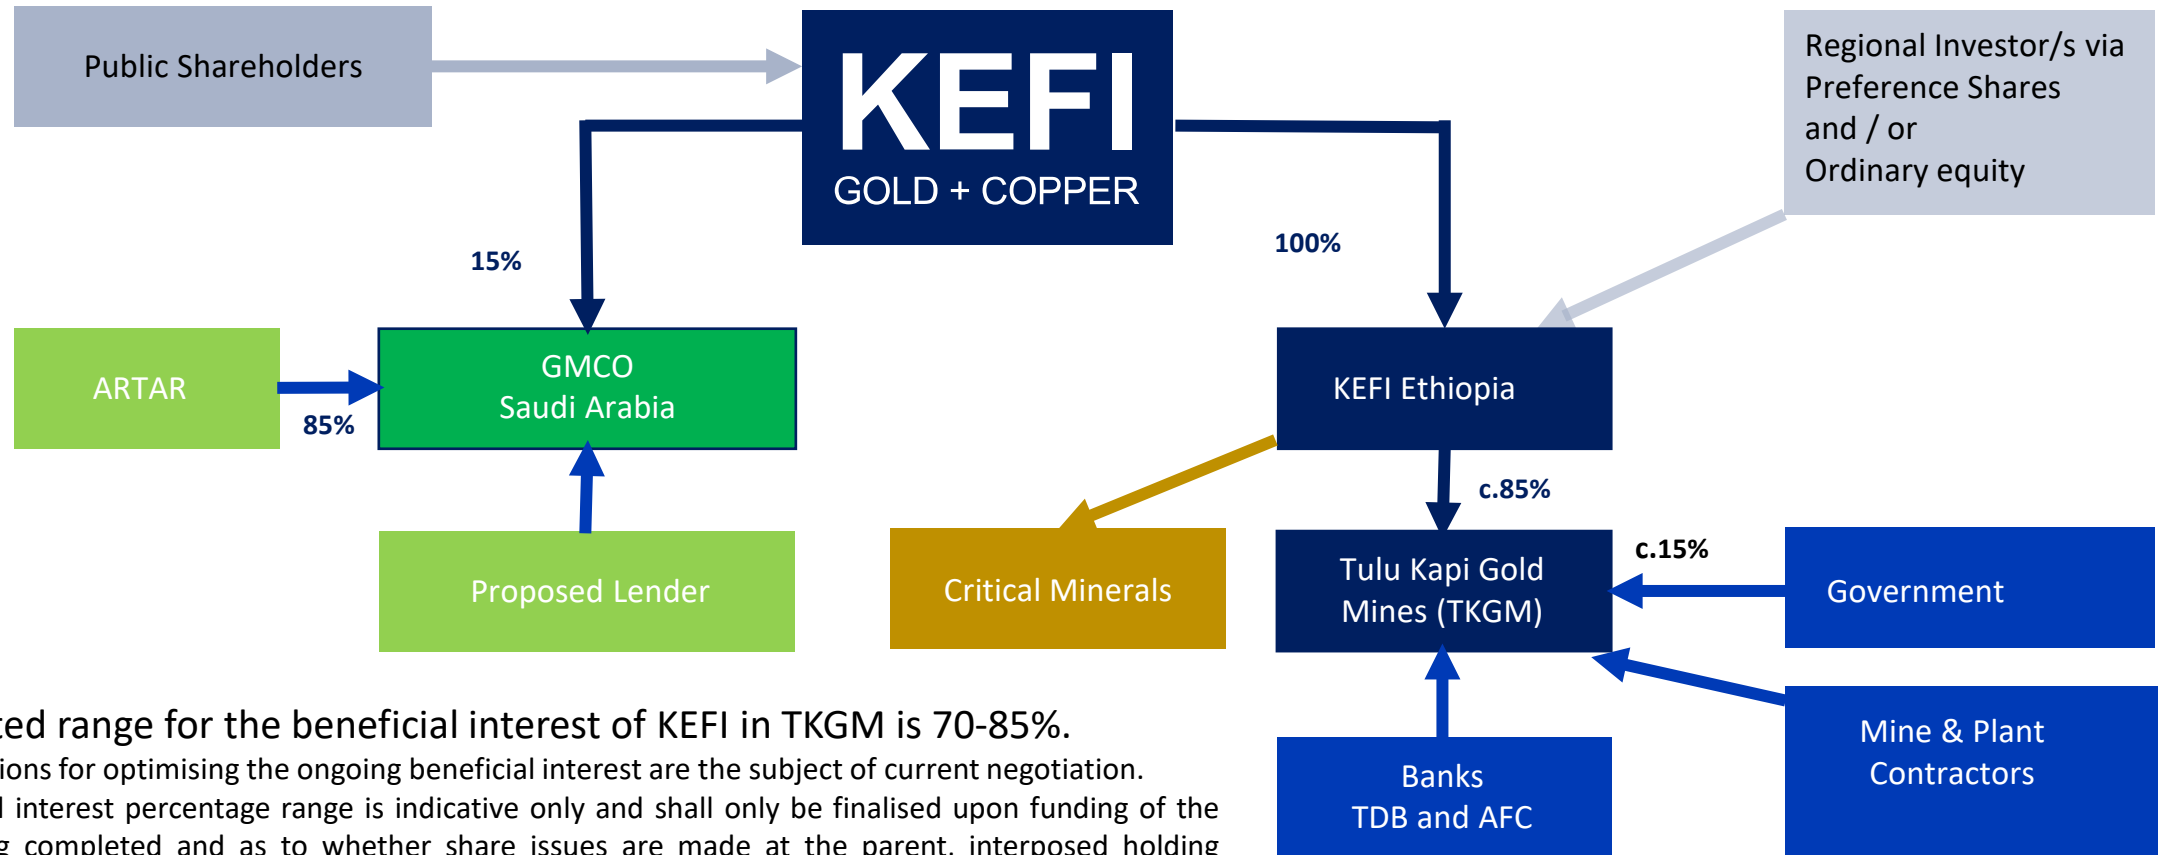 Public Shareholders
KEFI
GOLD + COPPER
Regional Investor/s via
Preference Shares
and / or
Ordinary equity
15%
100%
ARTAR
85%
GMCO
Saudi Arabia
KEFI Ethiopia
c.85%
Proposed Lender
Critical Minerals
Tulu Kapi Gold
Mines (TKGM)
c.15%
Government
Mine & Plant
Contractors
Banks
TDB and AFC
range for the beneficial interest of KEFI in TKGM is 70-85%.
for optimising the ongoing beneficial interest are the subject of current negotiation.
interest percentage range is indicative only and shall only be finalised upon funding of the
completed and as to whether share issues are made at the parent, interposed holding